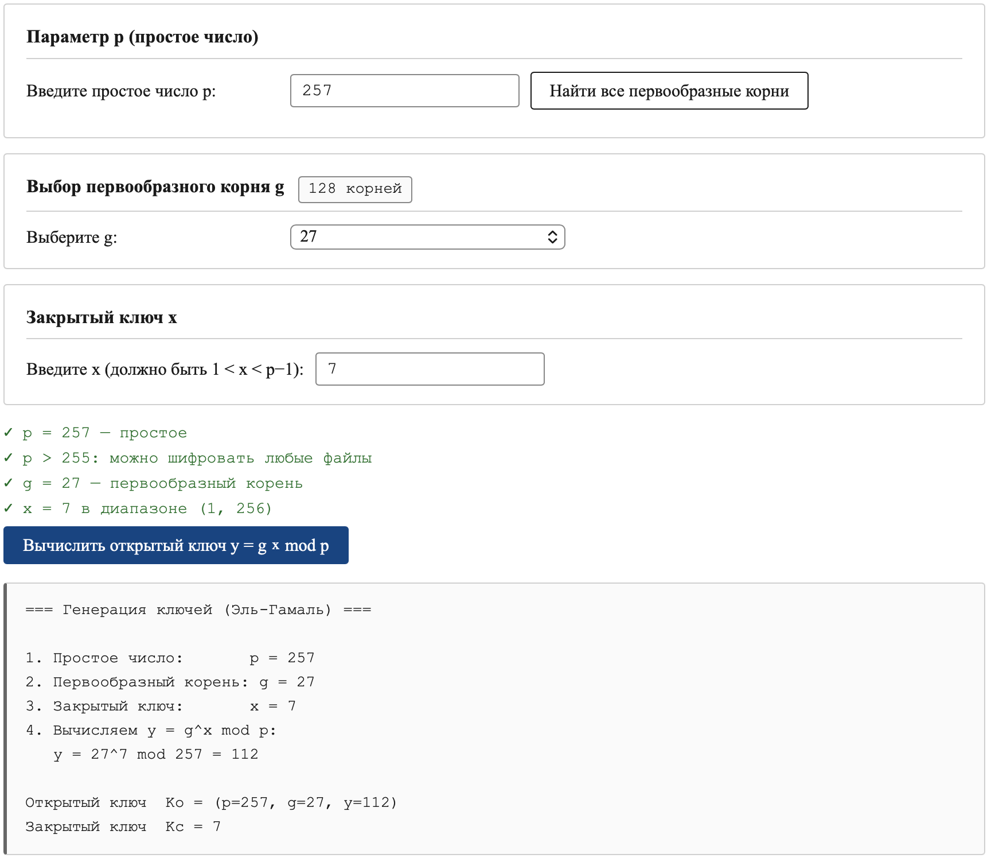 Параметр p (простое число)
Введите простое число p: 257 Найти все первообразные корни
Выбор первообразного корня g 128 корней
Выберите g: 27
Закрытый ключ x
Введите x (должно быть 1 < x < p−1): 7
✓ p = 257 — простое
✓ p > 255: можно шифровать любые файлы
✓ g = 27 — первообразный корень
✓ x = 7 в диапазоне (1, 256)
Вычислить открытый ключ y = g x mod p
=== Генерация ключей (Эль-Гамаль) ===
1. Простое число: p = 257
2. Первообразный корень: g = 27
3. Закрытый ключ: x = 7
4. Вычисляем y = g^x mod p:
y = 27^7 mod 257 = 112
Открытый ключ Ko = (p=257, g=27, y=112)
Закрытый ключ Kc = 7